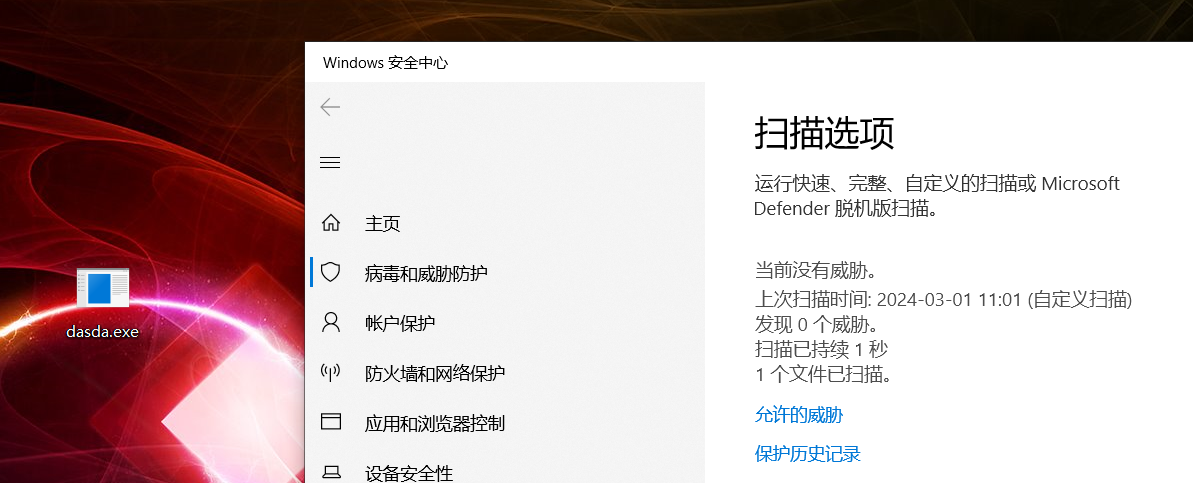 Windows 安全中心
主页
病毒和威胁防护
帐户保护
防火墙和网络保护
应用和浏览器控制
设备安全性
扫描选项
运行快速、完整、自定义的扫描或 Microsoft
Defender 脱机版扫描。
当前没有威胁。
上次扫描时间: 2024-03-01 11:01 (自定义扫描)
发现 0 个威胁。
扫描已持续 1 秒
1 个文件已扫描。
允许的威胁
保护历史记录
dasda.exe